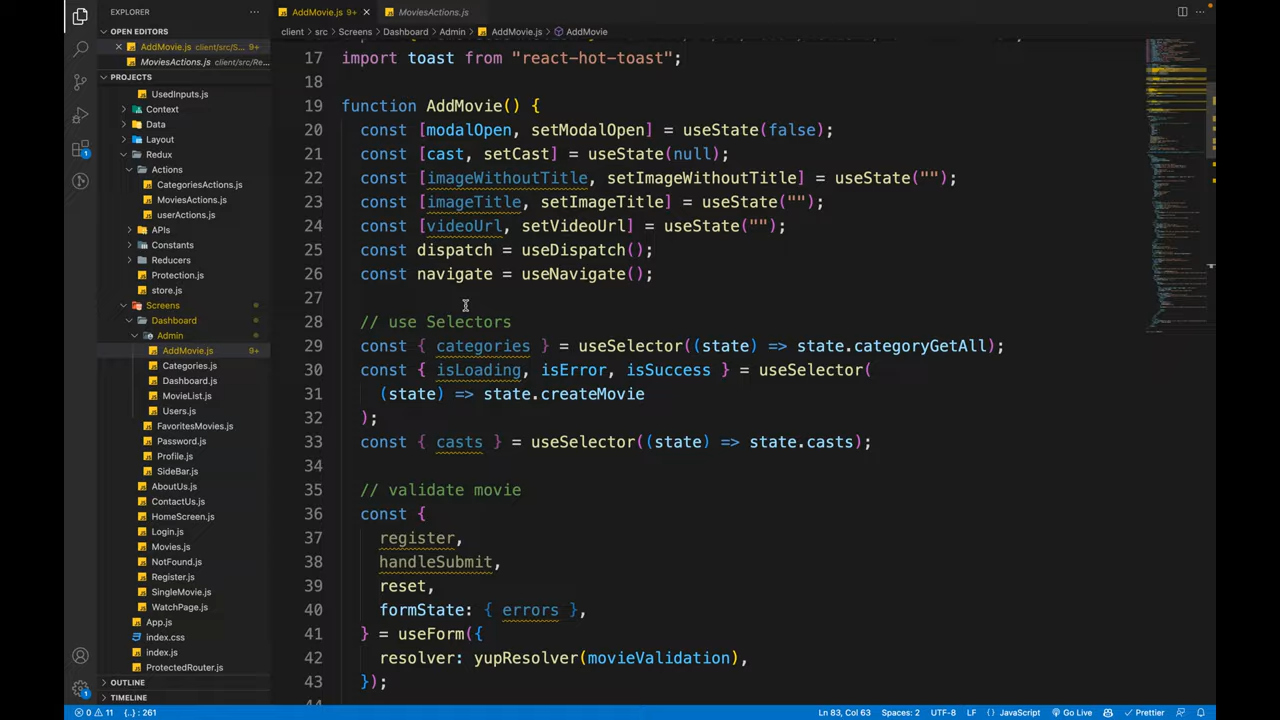 EXPLORER
OPEN EDITORS
AddMovie.js client/src/S... 9+
MoviesActions.js client/src/Re...
PROJECTS
UsedInputs.js
Context
Data
Layout
Redux
Actions
CategoriesActions.js
MoviesActions.js
userActions.js
APIs
Constants
Reducers
Protection.js
store.js
Screens
Dashboard
Admin
AddMovie.js 9+
Categories.js
Dashboard.js
MovieList.js
Users.js
FavoritesMovies.js
Password.js
Profile.js
SideBar.js
AboutUs.js
ContactUs.js
HomeScreen.js
Login.js
Movies.js
NotFound.js
Register.js
SingleMovie.js
WatchPage.js
App.js
index.css
index.js
ProtectedRouter.js
OUTLINE
TIMELINE
AddMovie.js 9+
MoviesActions.js
client > src > Screens > Dashboard > Admin > AddMovie.js > AddMovie
17 import toast from "react-hot-toast";
18
19 function AddMovie() {
20 const [modalOpen, setModalOpen] = useState(false);
21 const [cast, setCast] = useState(null);
22 const [imageWithoutTitle, setImageWithoutTitle] = useState("");
23 const [imageTitle, setImageTitle] = useState("");
24 const [videoUrl, setVideoUrl] = useState("");
25 const dispatch = useDispatch();
26 const navigate = useNavigate();
27
28 // use Selectors
29 const { categories } = useSelector((state) => state.categoryGetAll);
30 const { isLoading, isError, isSuccess } = useSelector(
31 (state) => state.createMovie
32 );
33 const { casts } = useSelector((state) => state.casts);
34
35 // validate movie
36 const {
37 register,
38 handleSubmit,
39 reset,
40 formState: { errors },
41 } = useForm({
42 resolver: yupResolver(movieValidation),
43 });
0 11 {..} : 261
Ln 83, Col 63 Spaces: 2 UTF-8 LF {} JavaScript Go Live Prettier